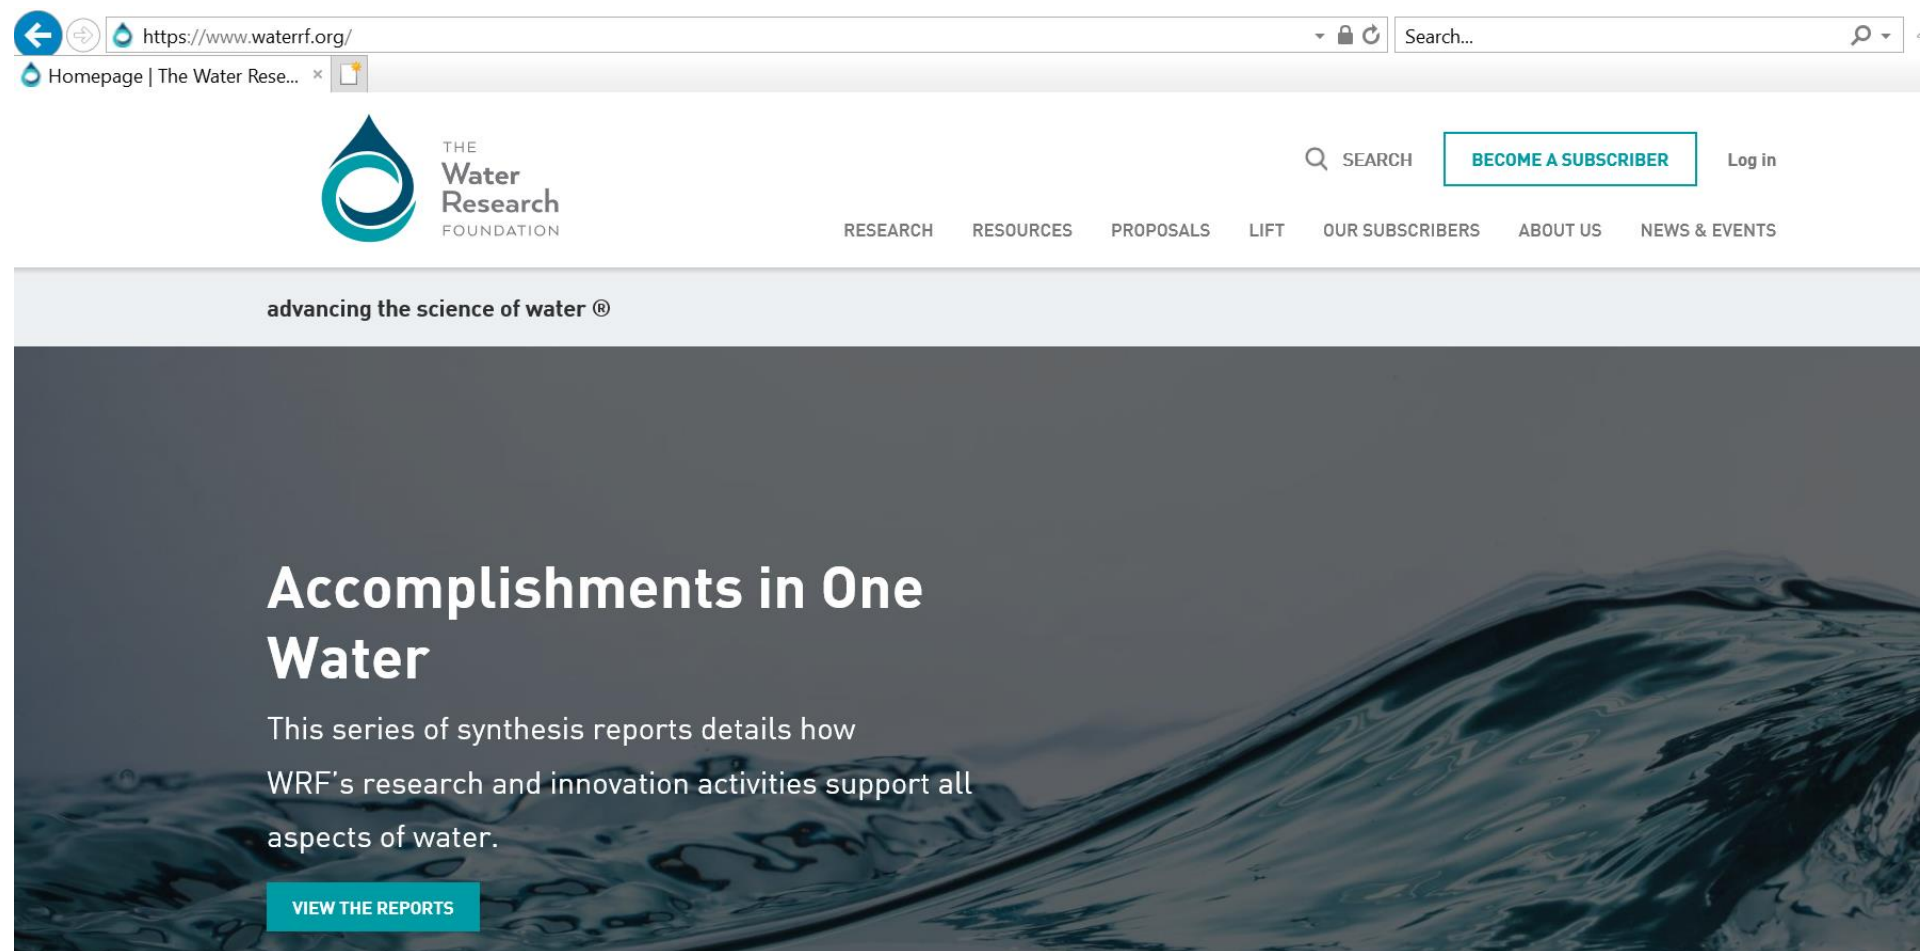 https://www.waterrf.org/
Search...
Homepage | The Water Rese...
THE
Water
Research
FOUNDATION
SEARCH
BECOME A SUBSCRIBER
Log in
RESEARCH RESOURCES PROPOSALS LIFT OUR SUBSCRIBERS ABOUT US NEWS & EVENTS
advancing the science of water ®
Accomplishments in One
Water
This series of synthesis reports details how
WRF's research and innovation activities support all
aspects of water.
VIEW THE REPORTS